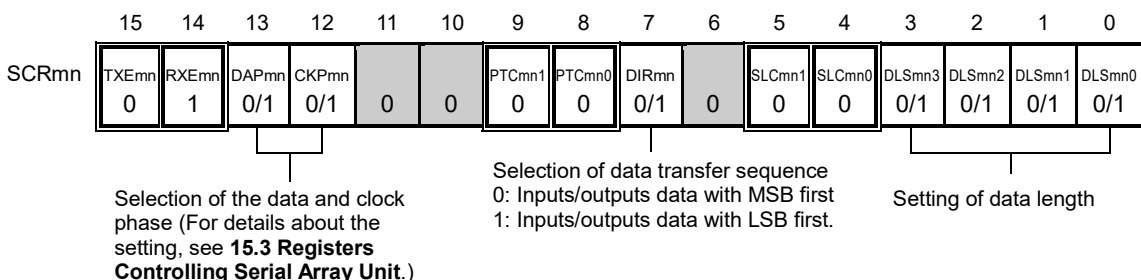 15 14 13 12 11 10 9 8 7 6 5 4 3 2 1 0
SCRmn TXEmn RXEmn DAPmn CKPmn PTCmn1 PTCmn0 DIRmn SLCmn1 SLCmn0 DLSmn3 DLSmn2 DLSmn1 DLSmn0
0 1 0/1 0/1 0 0 0 0 0/1 0 0 0 0/1 0/1 0/1 0/1
Selection of the data and clock
phase (For details about the
setting, see 15.3 Registers
Controlling Serial Array Unit.)
Selection of data transfer sequence
0: Inputs/outputs data with MSB first
1: Inputs/outputs data with LSB first.
Setting of data length